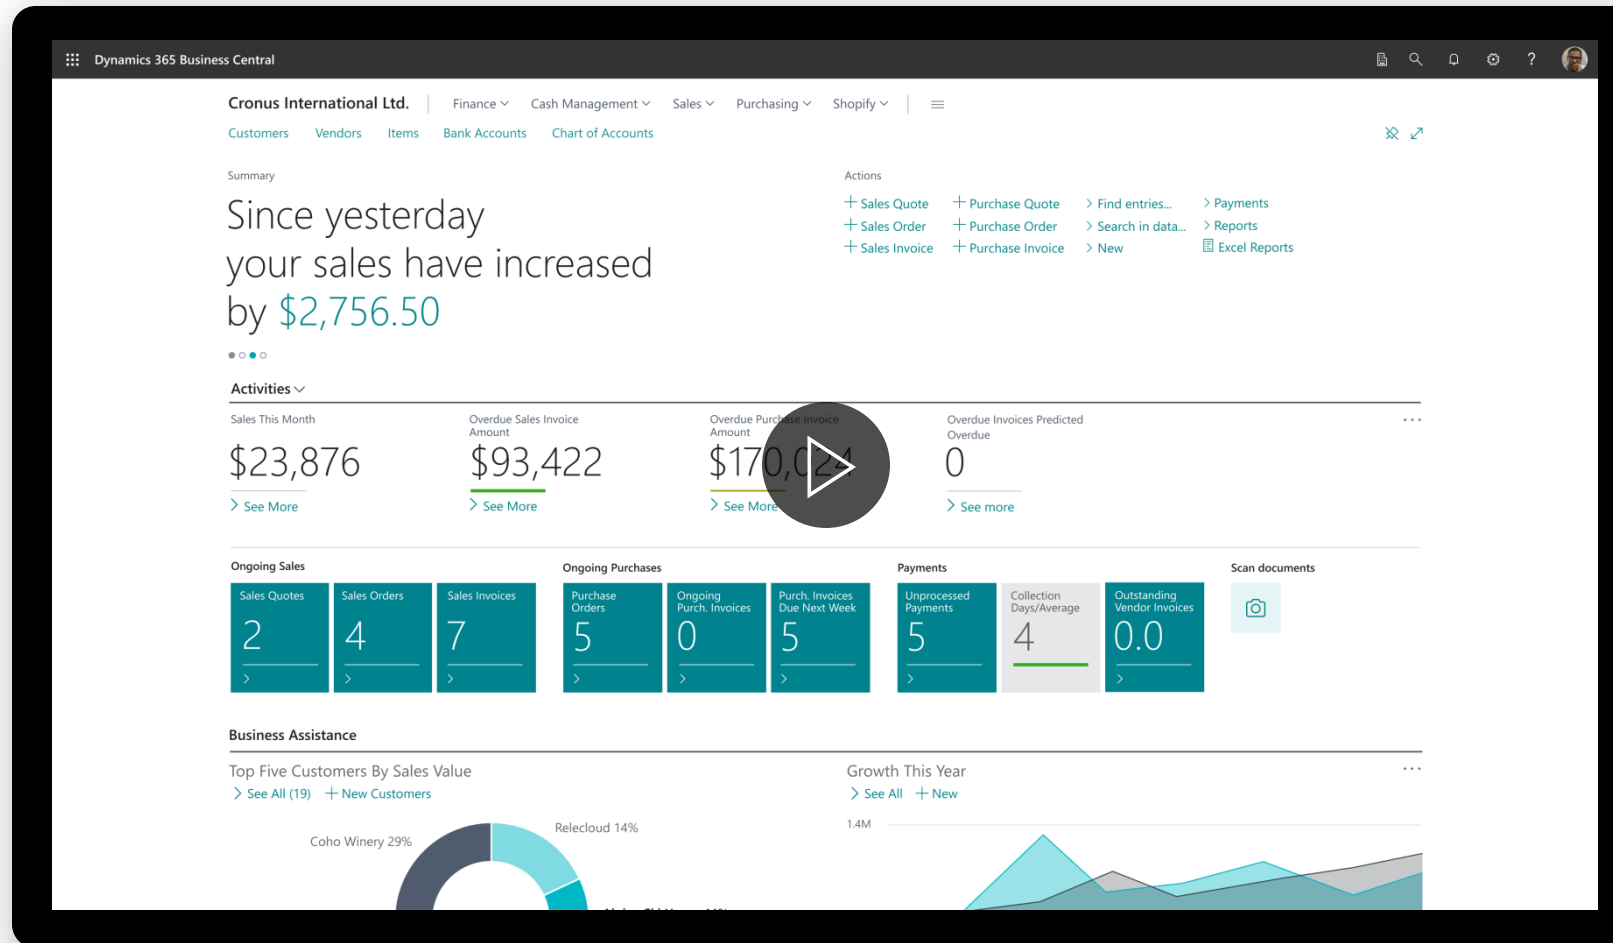 Dynamics 365 Business Central
?
Cronus International Ltd. Finance Cash Management Sales Purchasing Shopify
Customers Vendors Items Bank Accounts Chart of Accounts
Summary
Since yesterday
your sales have increased
by $2,756.50
Actions
+ Sales Quote + Purchase Quote > Find entries... > Payments
+ Sales Order + Purchase Order > Search in data... > Reports
+ Sales Invoice + Purchase Invoice > New Excel Reports
Activities
Sales This Month
$23,876
> See More
Overdue Sales Invoice
Amount
$93,422
> See More
Overdue Purchase Invoice
Amount
$170,024
> See More
Overdue Invoices Predicted
Overdue
0
> See more
Ongoing Sales
Sales Quotes
2
Sales Orders
4
Sales Invoices
7
Ongoing Purchases
Purchase
Orders
5
Ongoing
Purch. Invoices
0
Purch. Invoices
Due Next Week
5
Payments
Unprocessed
Payments
5
Collection
Days/Average
4
Outstanding
Vendor Invoices
0.0
Scan documents
Business Assistance
Top Five Customers By Sales Value
> See All (19) + New Customers
Coho Winery 29%
Relecloud 14%
Growth This Year
> See All + New
1.4M